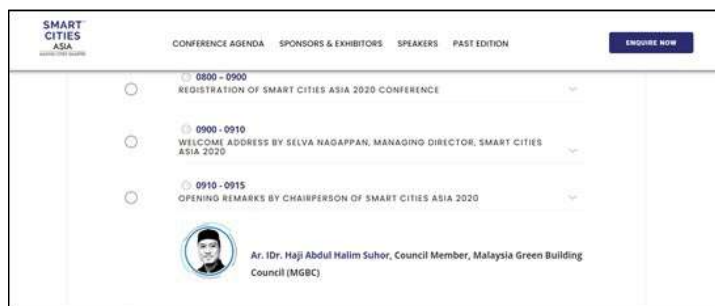 SMART
CITIES
ASIA
CONFERENCE AGENDA SPONSORS & EXHIBITORS SPEAKERS PAST EDITION
ENQUIRE NOW
0800 – 0900
REGISTRATION OF SMART CITIES ASIA 2020 CONFERENCE
0900 - 0910
WELCOME ADDRESS BY SELVA NAGAPPAN, MANAGING DIRECTOR, SMART CITIES
ASIA 2020
0910 - 0915
OPENING REMARKS BY CHAIRPERSON OF SMART CITIES ASIA 2020
Ar. IDr. Haji Abdul Halim Suhor, Council Member, Malaysia Green Building
Council (MGBC)